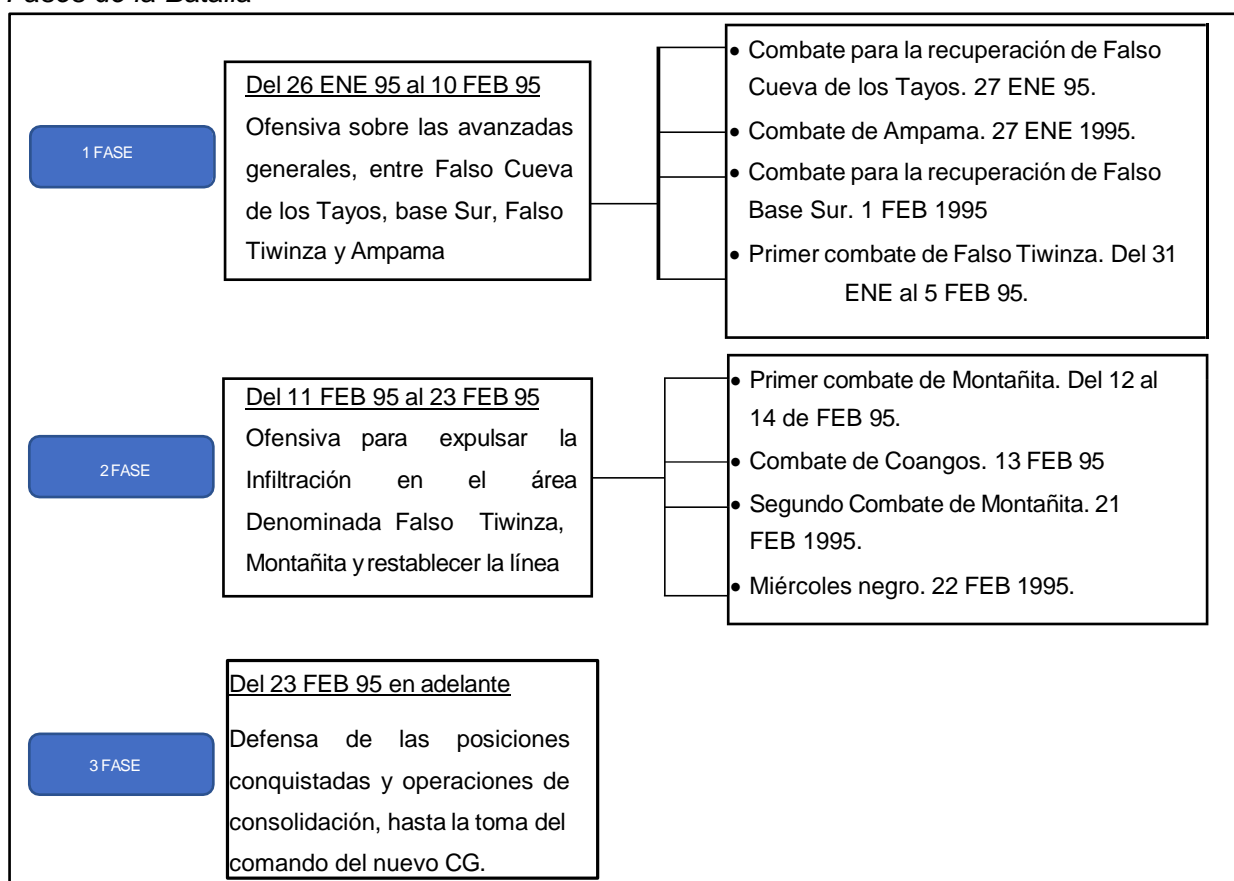 Fases de la Batalla
1 FASE
Del 26 ENE 95 al 10 FEB 95
Ofensiva sobre las avanzadas
generales, entre Falso Cueva
de los Tayos, base Sur, Falso
Tiwinza y Ampama
• Combate para la recuperación de Falso
Cueva de los Tayos. 27 ENE 95.
• Combate de Ampama. 27 ENE 1995.
• Combate para la recuperación de Falso
Base Sur. 1 FEB 1995
• Primer combate de Falso Tiwinza. Del 31
ENE al 5 FEB 95.
2 FASE
Del 11 FEB 95 al 23 FEB 95
Ofensiva para expulsar la
Infiltración en el área
Denominada Falso Tiwinza,
Montañita y restablecer la línea
• Primer combate de Montañita. Del 12 al
14 de FEB 95.
• Combate de Coangos. 13 FEB 95
• Segundo Combate de Montañita. 21
FEB 1995.
• Miércoles negro. 22 FEB 1995.
3 FASE
Del 23 FEB 95 en adelante
Defensa de las posiciones
conquistadas y operaciones de
consolidación, hasta la toma del
comando del nuevo CG.